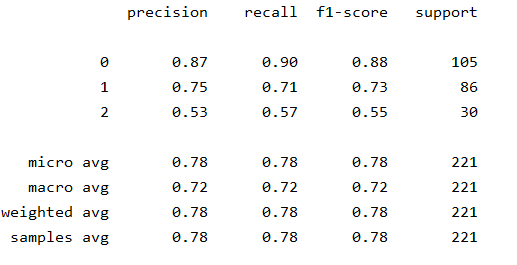 precision recall f1-score support
0 0.87 0.90 0.88 105
1 0.75 0.71 0.73 86
2 0.53 0.57 0.55 30
micro avg 0.78 0.78 0.78 221
macro avg 0.72 0.72 0.72 221
weighted avg 0.78 0.78 0.78 221
samples avg 0.78 0.78 0.78 221